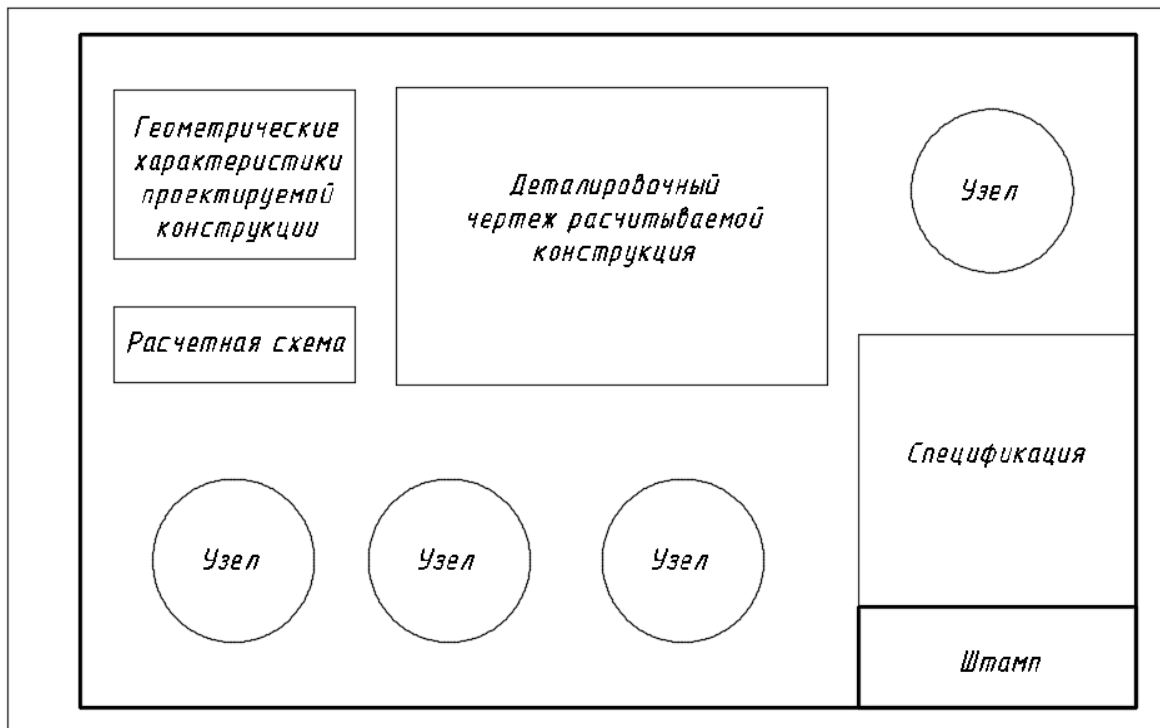 Геометрические
характеристики
проектируемой
конструкции
Деталировочный
чертеж расчитываемой
конструкция
Узел
Расчетная схема
Спецификация
Узел
Узел
Узел
Штамп